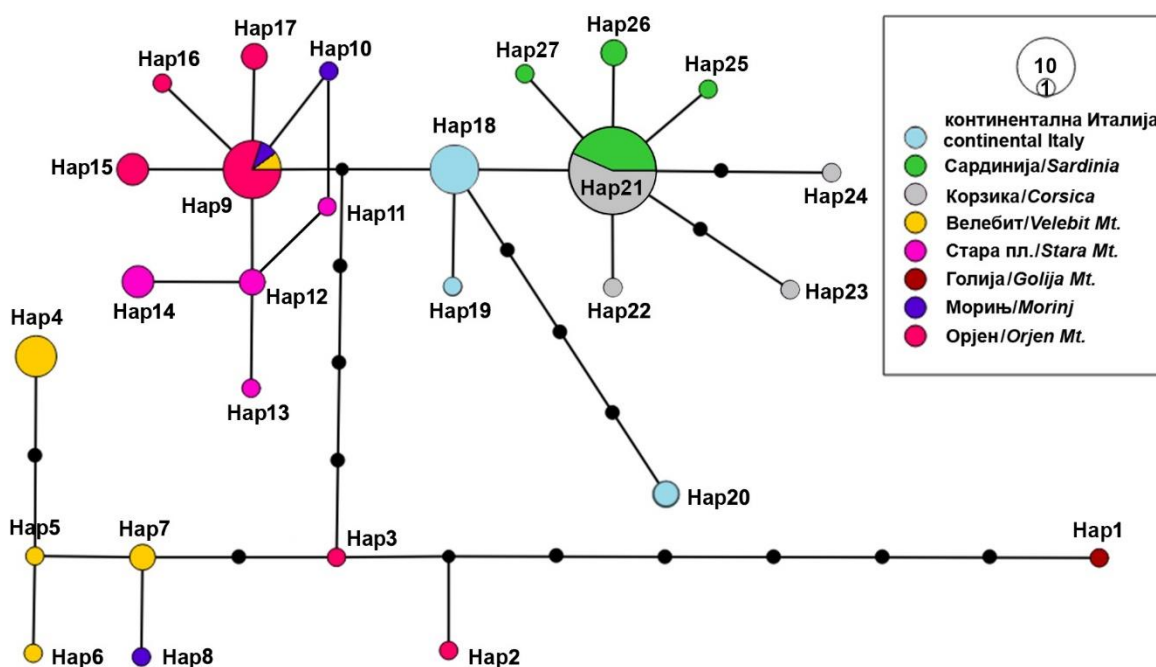 Hap17
Hap16
Hap10
Hap15
Hap9
Hap11
Hap14
Hap12
Hap13
Hap18
Hap19
Hap20
Hap27
Hap26
Hap25
Hap21
Hap24
Hap22
Hap23
Hap4
Hap5
Hap7
Hap3
Hap1
Hap6
Hap8
Hap2
10
1
континентална Италија
continental Italy
Сардинија/Sardinia
Корзика/Corsica
Велебит/Velebit Mt.
Стара пл./Stara Mt.
Голија/Golija Mt.
Морињ/Morinj
Орјен/Orjen Mt.